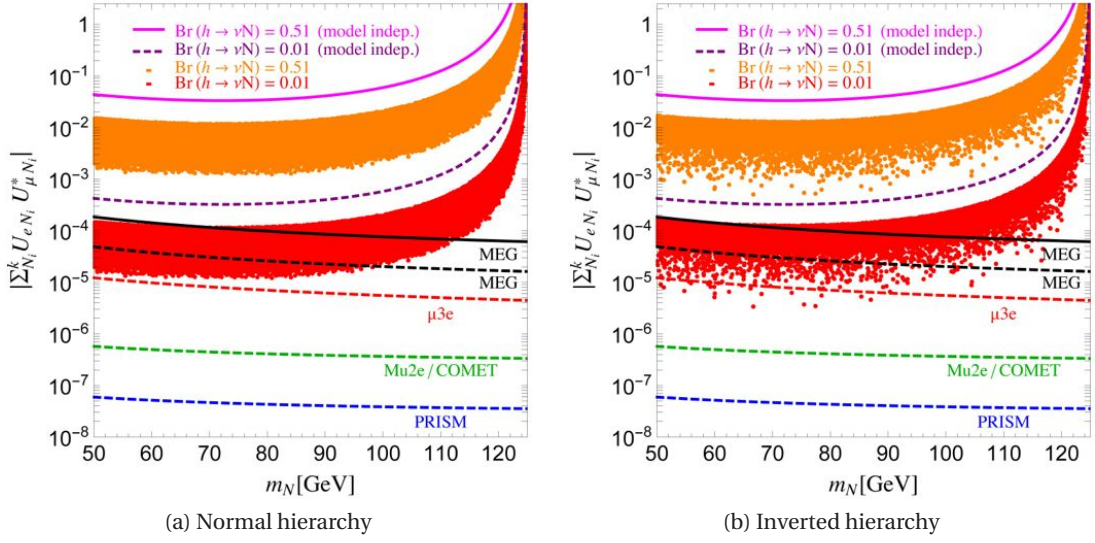 Br (h → νN) = 0.51 (model indep.)
Br (h → νN) = 0.01 (model indep.)
Br (h → νN) = 0.51
Br (h → νN) = 0.01
1
10⁻¹
10⁻²
10⁻³
10⁻⁴
10⁻⁵
10⁻⁶
10⁻⁷
10⁻⁸
|Σᵏ_{N_i} U_{e N_i} U*_{μ N_i}|
MEG
MEG
μ3e
Mu2e/COMET
PRISM
50 60 70 80 90 100 110 120
m_N[GeV]
(a) Normal hierarchy
Br (h → νN) = 0.51 (model indep.)
Br (h → νN) = 0.01 (model indep.)
Br (h → νN) = 0.51
Br (h → νN) = 0.01
1
10⁻¹
10⁻²
10⁻³
10⁻⁴
10⁻⁵
10⁻⁶
10⁻⁷
10⁻⁸
|Σᵏ_{N_i} U_{e N_i} U*_{μ N_i}|
MEG
MEG
μ3e
Mu2e/COMET
PRISM
50 60 70 80 90 100 110 120
m_N[GeV]
(b) Inverted hierarchy